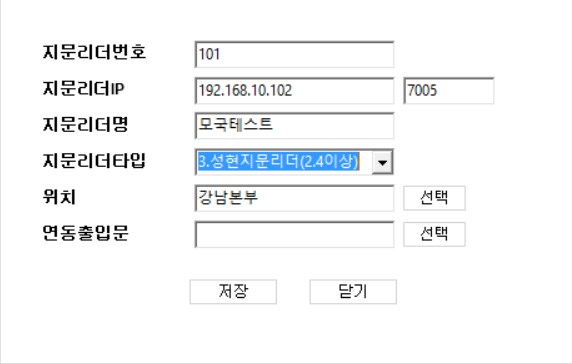 지문리더번호 101
지문리더IP 192.168.10.102 7005
지문리더명 모국테스트
지문리더타입 3.성현지문리더(2.4이상)
위치 강남본부 선택
연동출입문 선택
저장 닫기